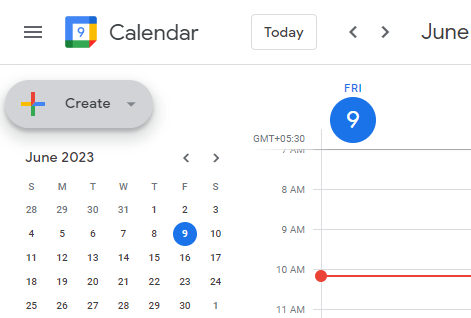 9 Calendar Today June
Create
FRI
9
GMT+05:30
7 AM
June 2023
S M T W T F S
28 29 30 31 1 2 3
4 5 6 7 8 9 10
11 12 13 14 15 16 17
18 19 20 21 22 23 24
25 26 27 28 29 30 1
8 AM
9 AM
10 AM
11 AM